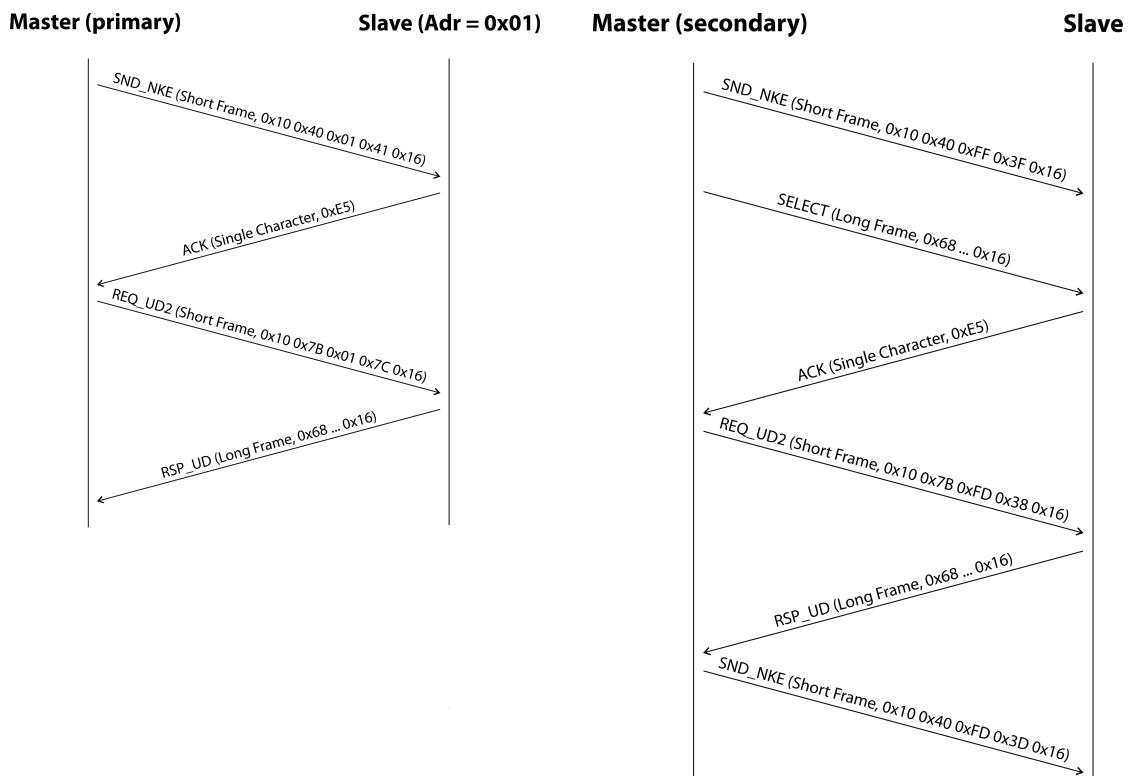 Master (primary)
Slave (Adr = 0x01)
SND_NKE (Short Frame, 0x10 0x40 0x01 0x41 0x16)
ACK (Single Character, 0xE5)
REQ_UD2 (Short Frame, 0x10 0x7B 0x01 0x7C 0x16)
RSP_UD (Long Frame, 0x68 ... 0x16)
Master (secondary)
Slave
SND_NKE (Short Frame, 0x10 0x40 0xFF 0x3F 0x16)
SELECT (Long Frame, 0x68 ... 0x16)
ACK (Single Character, 0xE5)
REQ_UD2 (Short Frame, 0x10 0x7B 0xFD 0x38 0x16)
RSP_UD (Long Frame, 0x68 ... 0x16)
SND_NKE (Short Frame, 0x10 0x40 0xFD 0x3D 0x16)